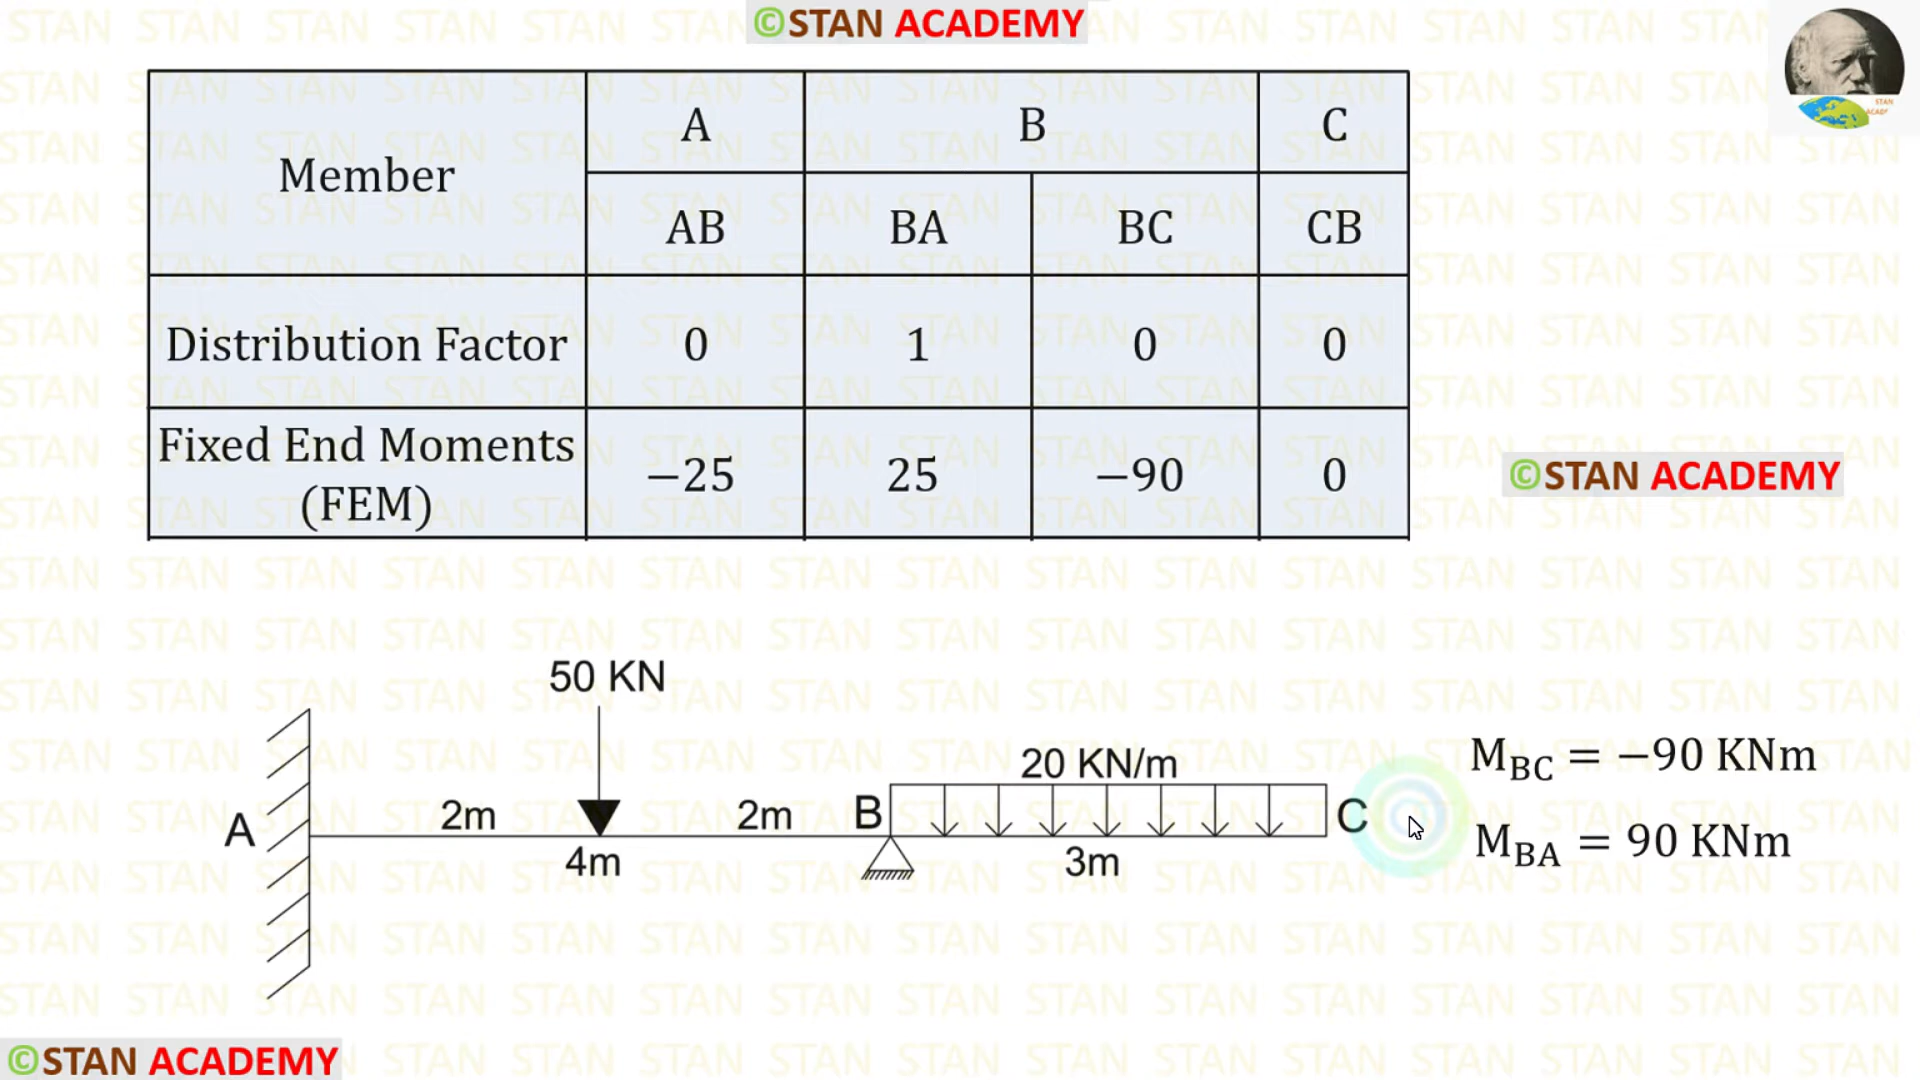 ©STAN ACADEMY
Member
A
B
C
AB
BA
BC
CB
Distribution Factor
0
1
0
0
Fixed End Moments
(FEM)
−25
25
−90
0
©STAN ACADEMY
50 KN
20 KN/m
A
2m
2m
B
C
4m
3m
M_BC = −90 KNm
M_BA = 90 KNm
©STAN ACADEMY